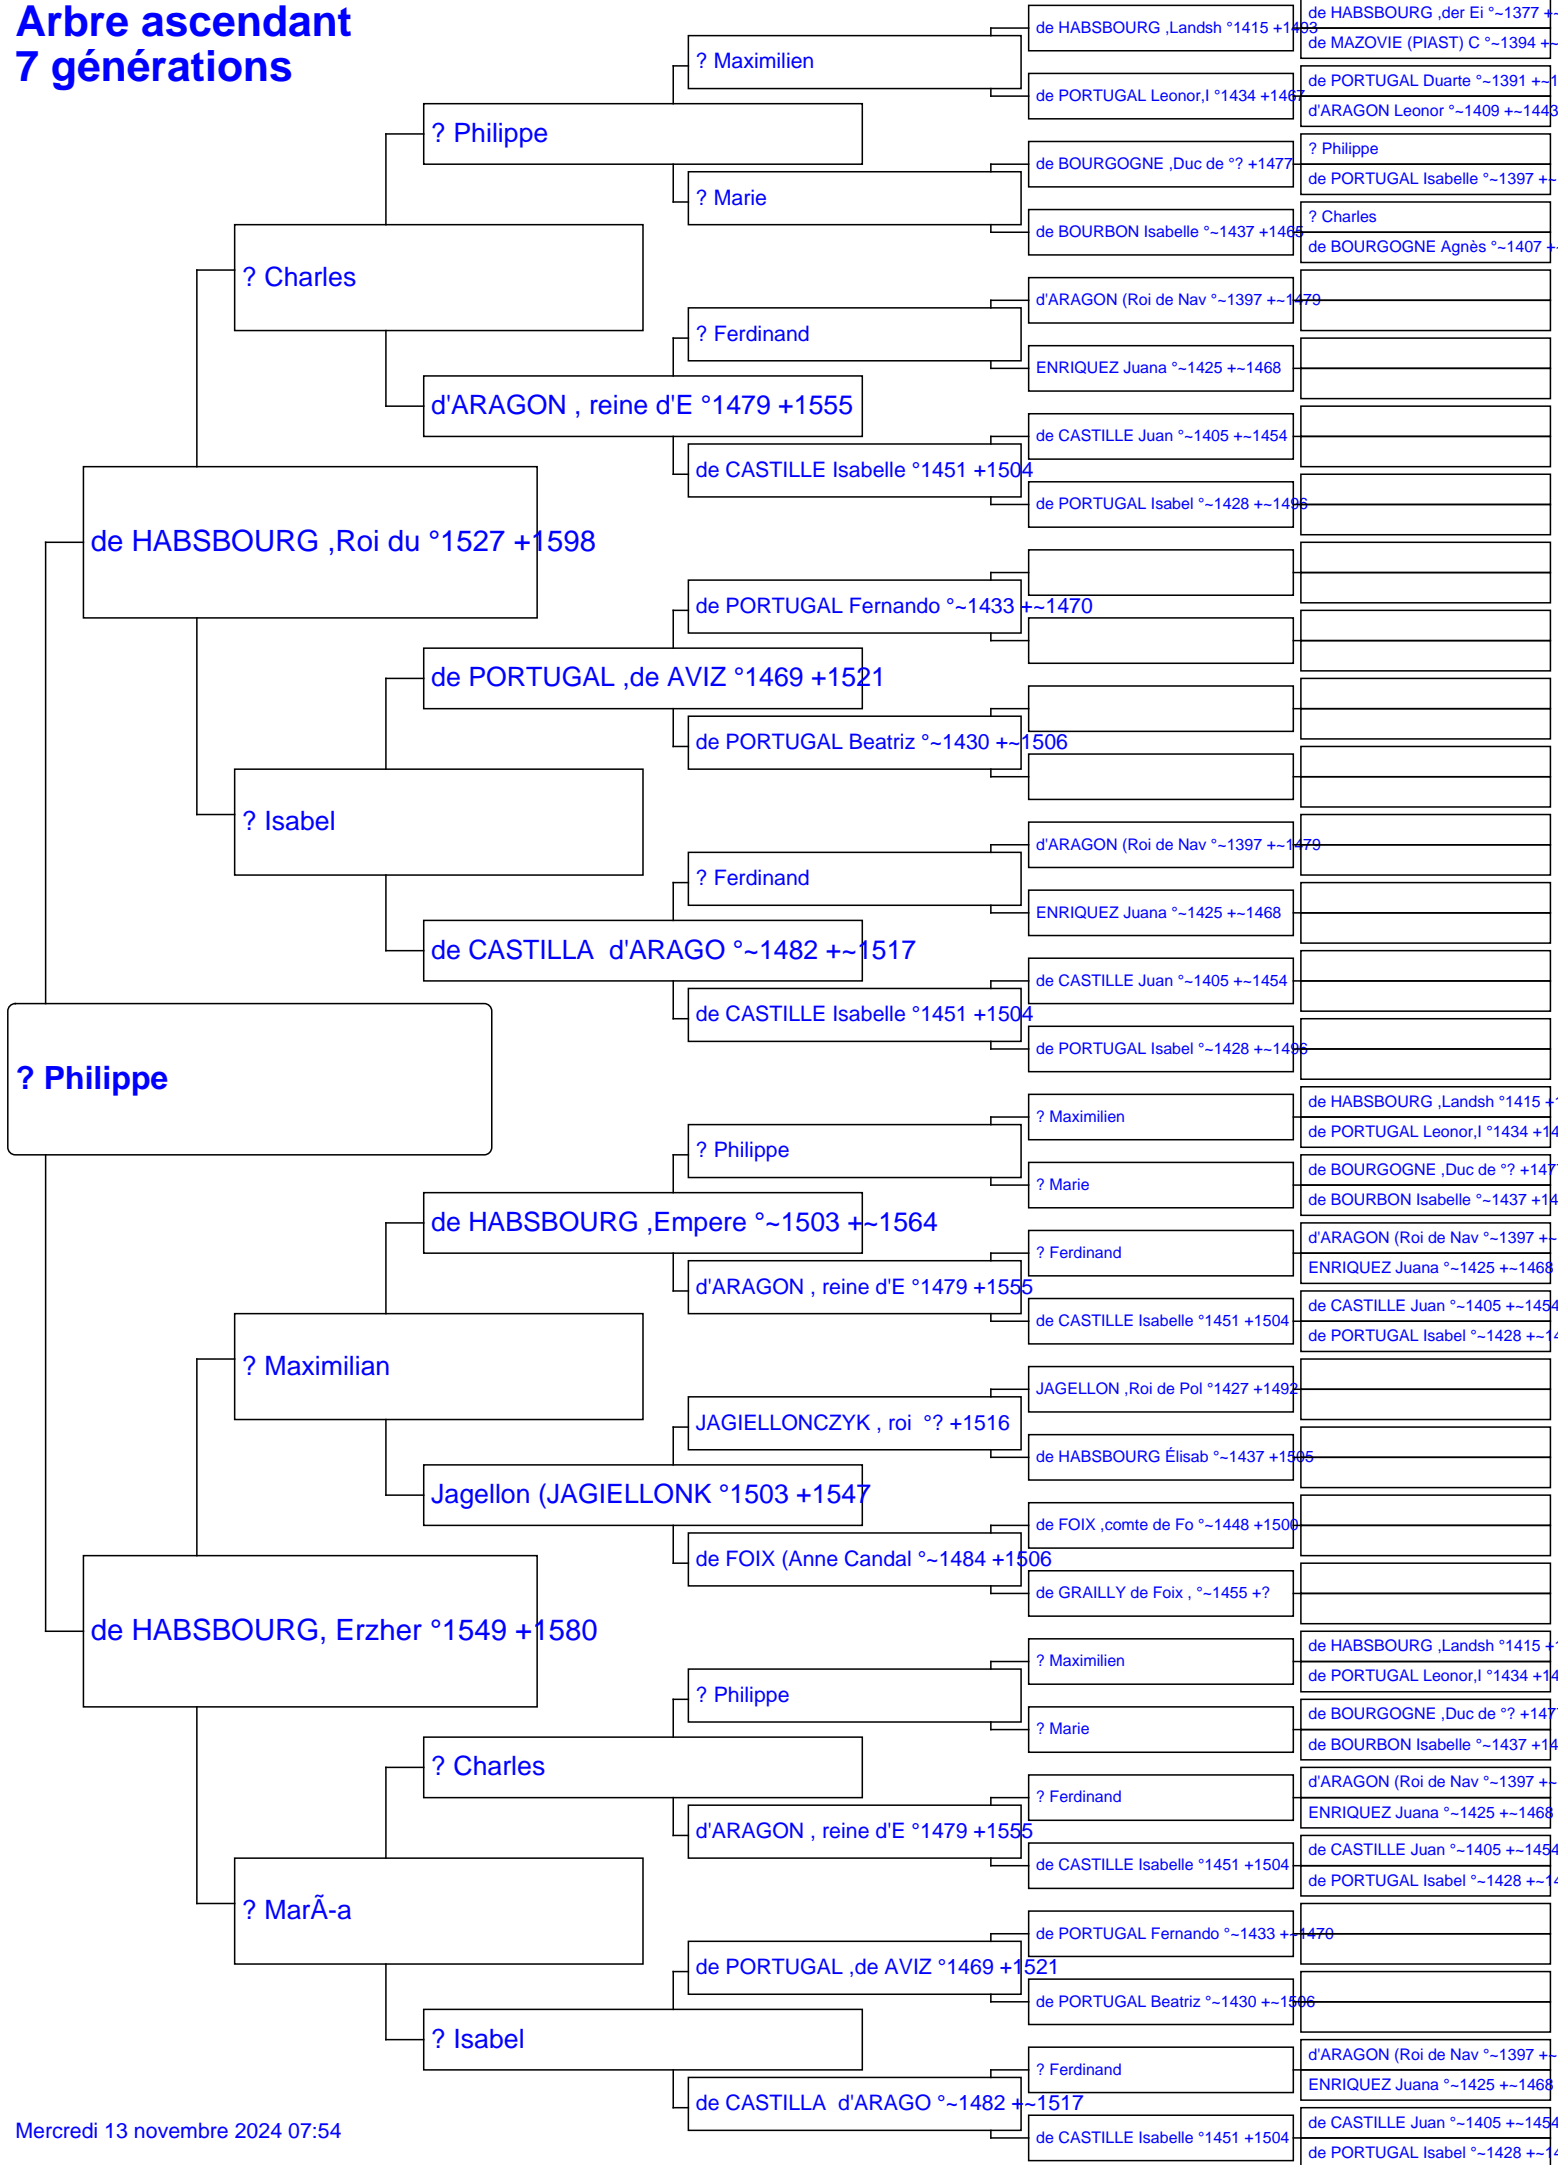 Arbre ascendant
7 générations
? Philippe
de HABSBOURG ,Roi du °1527 +1598
de HABSBOURG, Erzher °1549 +1580
? Charles
? Isabel
? Maximilian
? MarÃ-a
? Philippe
d'ARAGON , reine d'E °1479 +1555
de PORTUGAL ,de AVIZ °1469 +1521
de CASTILLA  d'ARAGO °~1482 +~1517
de HABSBOURG ,Empere °~1503 +~1564
Jagellon (JAGIELLONK °1503 +1547
? Charles
? Isabel
? Maximilien
? Marie
? Ferdinand
de CASTILLE Isabelle °1451 +1504
de PORTUGAL Fernando °~1433 +~1470
de PORTUGAL Beatriz °~1430 +~1506
? Ferdinand
de CASTILLE Isabelle °1451 +1504
? Philippe
d'ARAGON , reine d'E °1479 +1555
JAGIELLONCZYK , roi  °? +1516
de FOIX (Anne Candal °~1484 +1506
? Philippe
d'ARAGON , reine d'E °1479 +1555
de PORTUGAL ,de AVIZ °1469 +1521
de CASTILLA  d'ARAGO °~1482 +~1517
de HABSBOURG ,Landsh °1415 +1493
de PORTUGAL Leonor,I °1434 +1467
de BOURGOGNE ,Duc de °? +1477
de BOURBON Isabelle °~1437 +1465
d'ARAGON (Roi de Nav °~1397 +~1479
ENRIQUEZ Juana °~1425 +~1468
de CASTILLE Juan °~1405 +~1454
de PORTUGAL Isabel °~1428 +~1496
d'ARAGON (Roi de Nav °~1397 +~1479
ENRIQUEZ Juana °~1425 +~1468
de CASTILLE Juan °~1405 +~1454
de PORTUGAL Isabel °~1428 +~1496
? Maximilien
? Marie
? Ferdinand
de CASTILLE Isabelle °1451 +1504
JAGELLON ,Roi de Pol °1427 +1492
de HABSBOURG Élisab °~1437 +1505
de FOIX ,comte de Fo °~1448 +1500
de GRAILLY de Foix , °~1455 +?
? Maximilien
? Marie
? Ferdinand
de CASTILLE Isabelle °1451 +1504
de PORTUGAL Fernando °~1433 +~1470
de PORTUGAL Beatriz °~1430 +~1506
? Ferdinand
de CASTILLE Isabelle °1451 +1504
de HABSBOURG ,der Ei °~1377 +~
de MAZOVIE (PIAST) C °~1394 +~
de PORTUGAL Duarte °~1391 +~1
d'ARAGON Leonor °~1409 +~1443
? Philippe
de PORTUGAL Isabelle °~1397 +~
? Charles
de BOURGOGNE Agnès °~1407 +~
de HABSBOURG ,Landsh °1415 +1
de PORTUGAL Leonor,I °1434 +14
de BOURGOGNE ,Duc de °? +1477
de BOURBON Isabelle °~1437 +14
d'ARAGON (Roi de Nav °~1397 +~
ENRIQUEZ Juana °~1425 +~1468
de CASTILLE Juan °~1405 +~1454
de PORTUGAL Isabel °~1428 +~14
de HABSBOURG ,Landsh °1415 +1
de PORTUGAL Leonor,I °1434 +14
de BOURGOGNE ,Duc de °? +1477
de BOURBON Isabelle °~1437 +14
d'ARAGON (Roi de Nav °~1397 +~
ENRIQUEZ Juana °~1425 +~1468
de CASTILLE Juan °~1405 +~1454
de PORTUGAL Isabel °~1428 +~14
d'ARAGON (Roi de Nav °~1397 +~
ENRIQUEZ Juana °~1425 +~1468
de CASTILLE Juan °~1405 +~1454
de PORTUGAL Isabel °~1428 +~14
Mercredi 13 novembre 2024 07:54